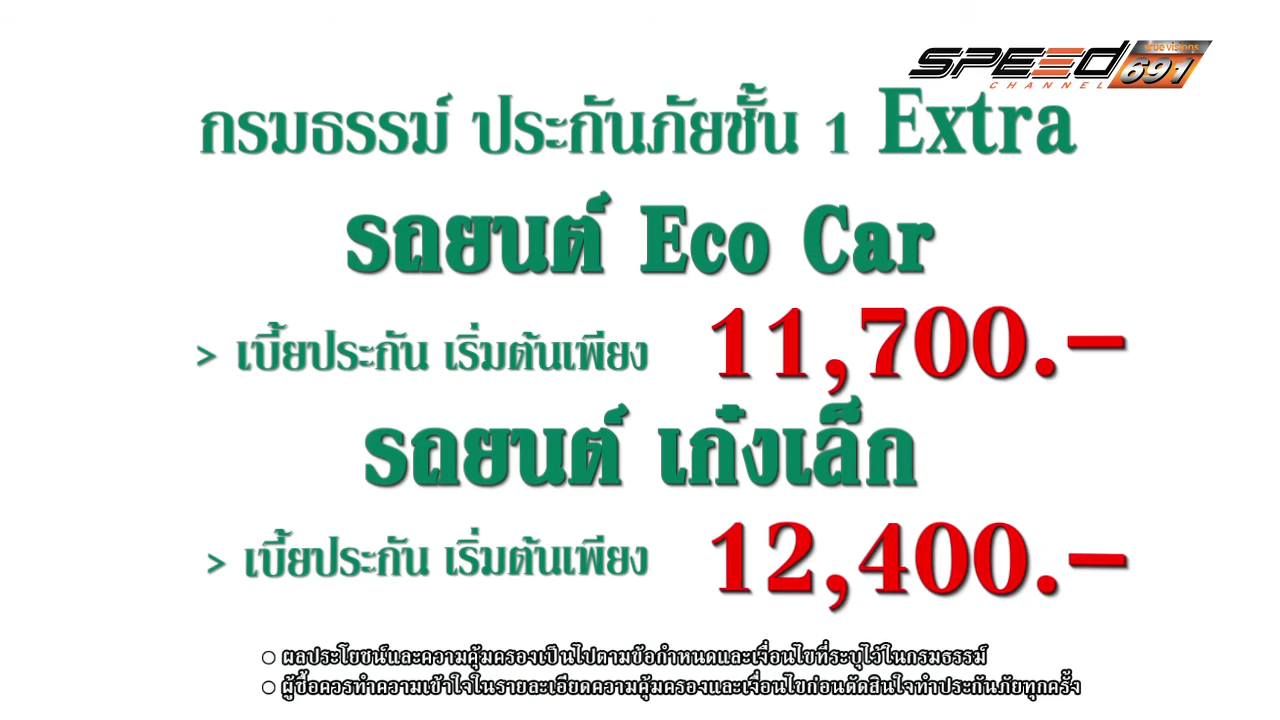 SPEED true visions 691
CHANNEL
กรมธรรม์ ประกันภัยชั้น 1 Extra
รถยนต์ Eco Car
> เบี้ยประกัน เริ่มต้นเพียง 11,700.-
รถยนต์ เก๋งเล็ก
> เบี้ยประกัน เริ่มต้นเพียง 12,400.-
○ ผลประโยชน์และความคุ้มครองเป็นไปตามข้อกำหนดและเงื่อนไขที่ระบุไว้ในกรมธรรม์
○ ผู้ซื้อควรทำความเข้าใจในรายละเอียดความคุ้มครองและเงื่อนไขก่อนตัดสินใจทำประกันภัยทุกครั้ง